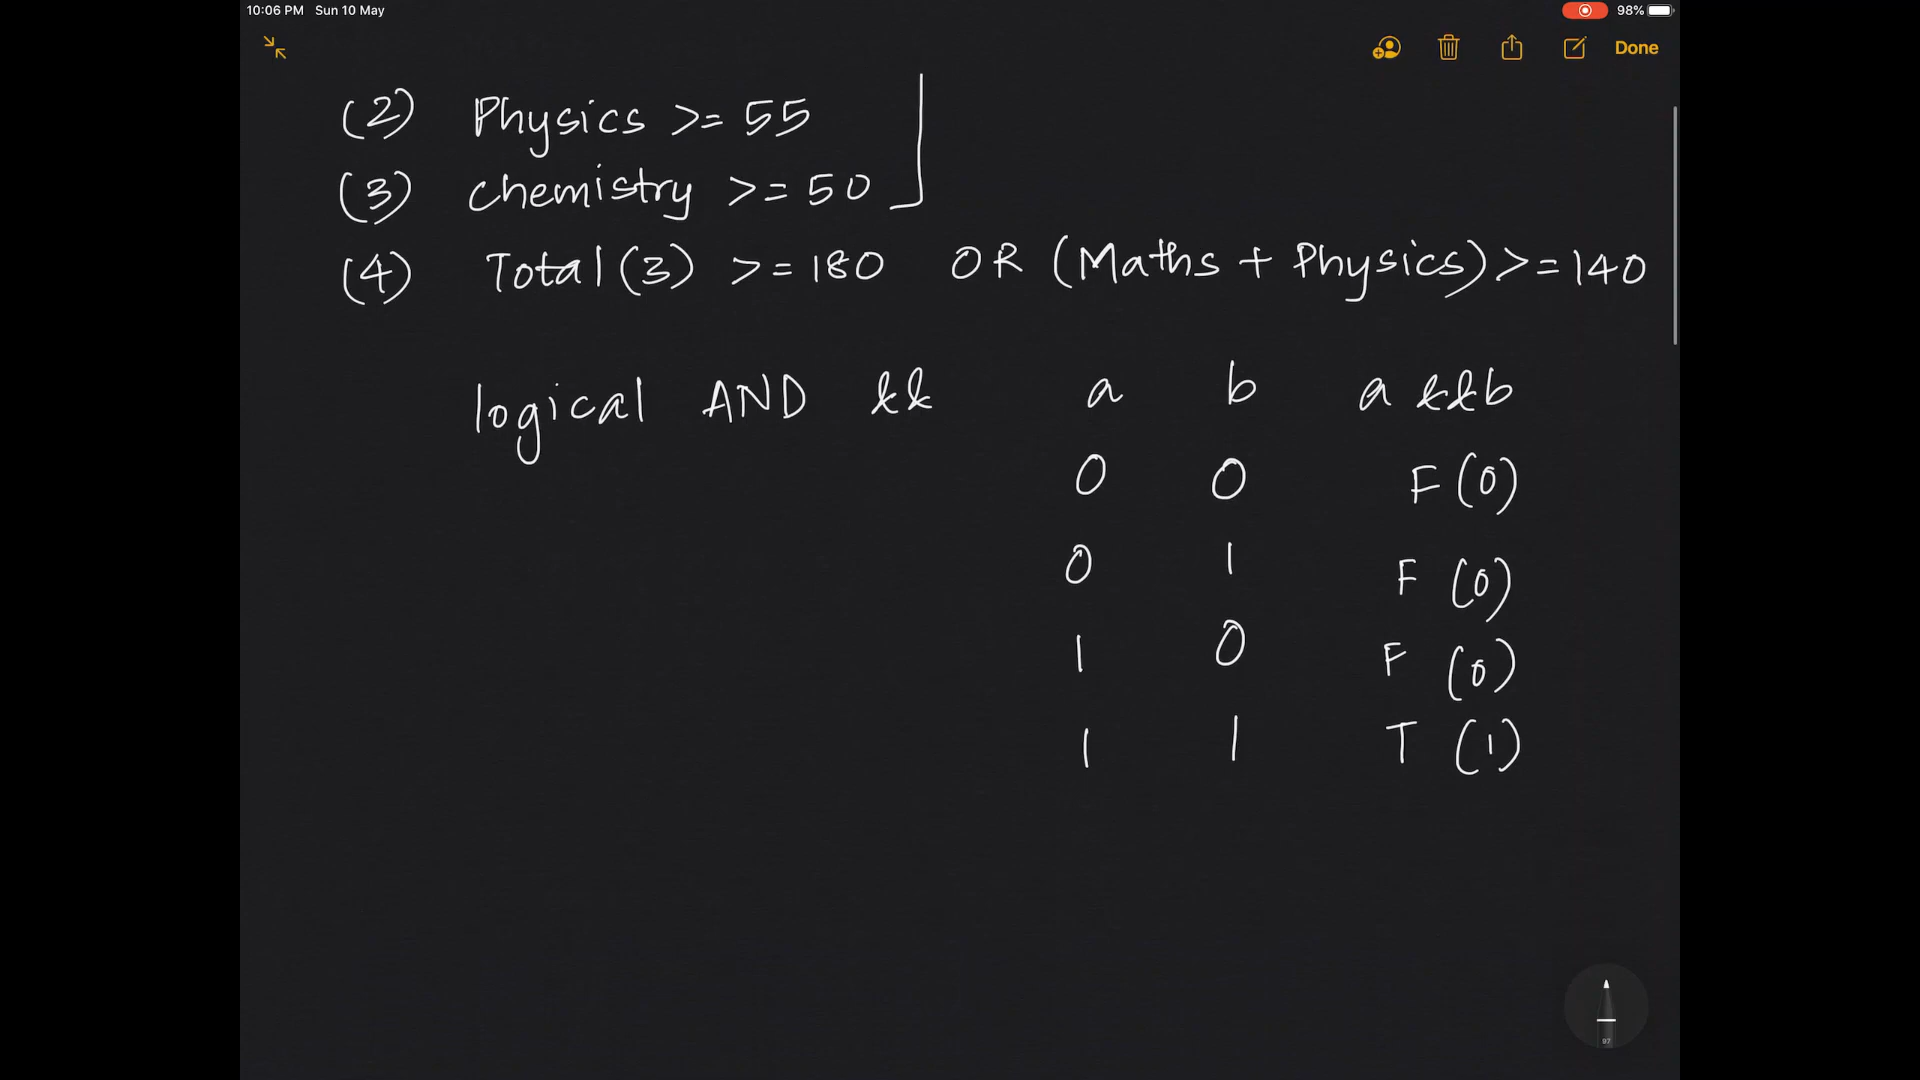 10:06 PM Sun 10 May 98%
Done
(2) Physics >= 55
(3) Chemistry >= 50
(4) Total (3) >= 180 OR (Maths + Physics) >= 140
logical AND && a b a &&b
0 0 F (0)
0 1 F (0)
1 0 F (0)
1 1 T (1)
97